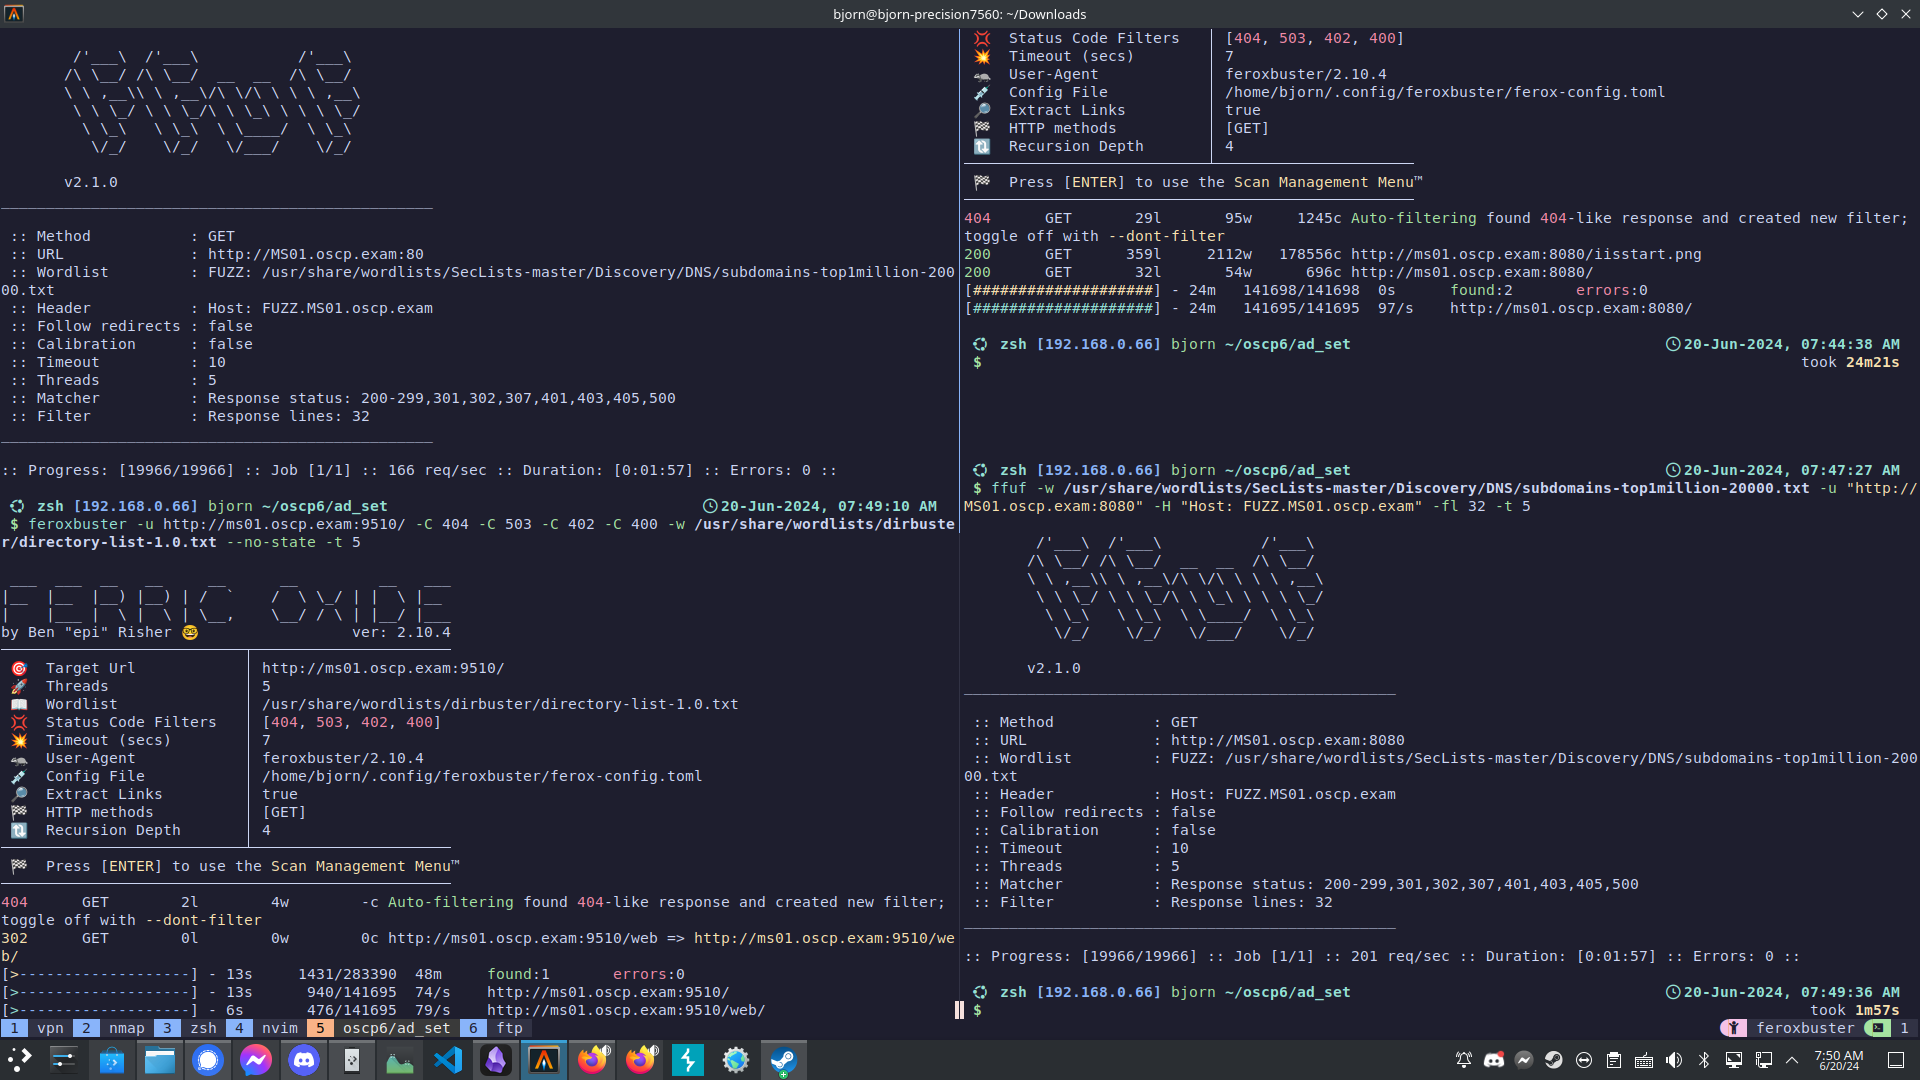 bjorn@bjorn-precision7560: ~/Downloads
v2.1.0
________________________________________________
:: Method           : GET
:: URL              : http://MS01.oscp.exam:80
:: Wordlist         : FUZZ: /usr/share/wordlists/SecLists-master/Discovery/DNS/subdomains-top1million-200
00.txt
:: Header           : Host: FUZZ.MS01.oscp.exam
:: Follow redirects : false
:: Calibration      : false
:: Timeout          : 10
:: Threads          : 5
:: Matcher          : Response status: 200-299,301,302,307,401,403,405,500
:: Filter           : Response lines: 32
________________________________________________
:: Progress: [19966/19966] :: Job [1/1] :: 166 req/sec :: Duration: [0:01:57] :: Errors: 0 ::
zsh [192.168.0.66] bjorn ~/oscp6/ad_set 20-Jun-2024, 07:49:10 AM
$ feroxbuster -u http://ms01.oscp.exam:9510/ -C 404 -C 503 -C 402 -C 400 -w /usr/share/wordlists/dirbuste
r/directory-list-1.0.txt --no-state -t 5
FERRIC OXIDE
by Ben "epi" Risher 🤓                 ver: 2.10.4
🎯  Target Url            │ http://ms01.oscp.exam:9510/
🚀  Threads               │ 5
📖  Wordlist              │ /usr/share/wordlists/dirbuster/directory-list-1.0.txt
💢  Status Code Filters   │ [404, 503, 402, 400]
💥  Timeout (secs)        │ 7
🦡  User-Agent            │ feroxbuster/2.10.4
💉  Config File           │ /home/bjorn/.config/feroxbuster/ferox-config.toml
🔎  Extract Links         │ true
🏁  HTTP methods          │ [GET]
🔃  Recursion Depth       │ 4
🏁  Press [ENTER] to use the Scan Management Menu™
404      GET        2l        4w        -c Auto-filtering found 404-like response and created new filter;
toggle off with --dont-filter
302      GET        0l        0w        0c http://ms01.oscp.exam:9510/web => http://ms01.oscp.exam:9510/we
b/
[>-------------------] - 13s     1431/283390  48m     found:1       errors:0
[>-------------------] - 13s      940/141695  74/s    http://ms01.oscp.exam:9510/
[>-------------------] - 6s       476/141695  79/s    http://ms01.oscp.exam:9510/web/
💢  Status Code Filters   │ [404, 503, 402, 400]
💥  Timeout (secs)        │ 7
🦡  User-Agent            │ feroxbuster/2.10.4
💉  Config File           │ /home/bjorn/.config/feroxbuster/ferox-config.toml
🔎  Extract Links         │ true
🏁  HTTP methods          │ [GET]
🔃  Recursion Depth       │ 4
🏁  Press [ENTER] to use the Scan Management Menu™
404      GET       29l       95w     1245c Auto-filtering found 404-like response and created new filter;
toggle off with --dont-filter
200      GET      359l     2112w   178556c http://ms01.oscp.exam:8080/iisstart.png
200      GET       32l       54w      696c http://ms01.oscp.exam:8080/
[####################] - 24m   141698/141698  0s      found:2       errors:0
[####################] - 24m   141695/141695  97/s    http://ms01.oscp.exam:8080/
zsh [192.168.0.66] bjorn ~/oscp6/ad_set 20-Jun-2024, 07:44:38 AM
$ took 24m21s
zsh [192.168.0.66] bjorn ~/oscp6/ad_set 20-Jun-2024, 07:47:27 AM
$ ffuf -w /usr/share/wordlists/SecLists-master/Discovery/DNS/subdomains-top1million-20000.txt -u "http://
MS01.oscp.exam:8080" -H "Host: FUZZ.MS01.oscp.exam" -fl 32 -t 5
v2.1.0
________________________________________________
:: Method           : GET
:: URL              : http://MS01.oscp.exam:8080
:: Wordlist         : FUZZ: /usr/share/wordlists/SecLists-master/Discovery/DNS/subdomains-top1million-200
00.txt
:: Header           : Host: FUZZ.MS01.oscp.exam
:: Follow redirects : false
:: Calibration      : false
:: Timeout          : 10
:: Threads          : 5
:: Matcher          : Response status: 200-299,301,302,307,401,403,405,500
:: Filter           : Response lines: 32
________________________________________________
:: Progress: [19966/19966] :: Job [1/1] :: 201 req/sec :: Duration: [0:01:57] :: Errors: 0 ::
zsh [192.168.0.66] bjorn ~/oscp6/ad_set 20-Jun-2024, 07:49:36 AM
$ took 1m57s
1 vpn 2 nmap 3 zsh 4 nvim 5 oscp6/ad_set 6 ftp feroxbuster 1
7:50 AM
6/20/24